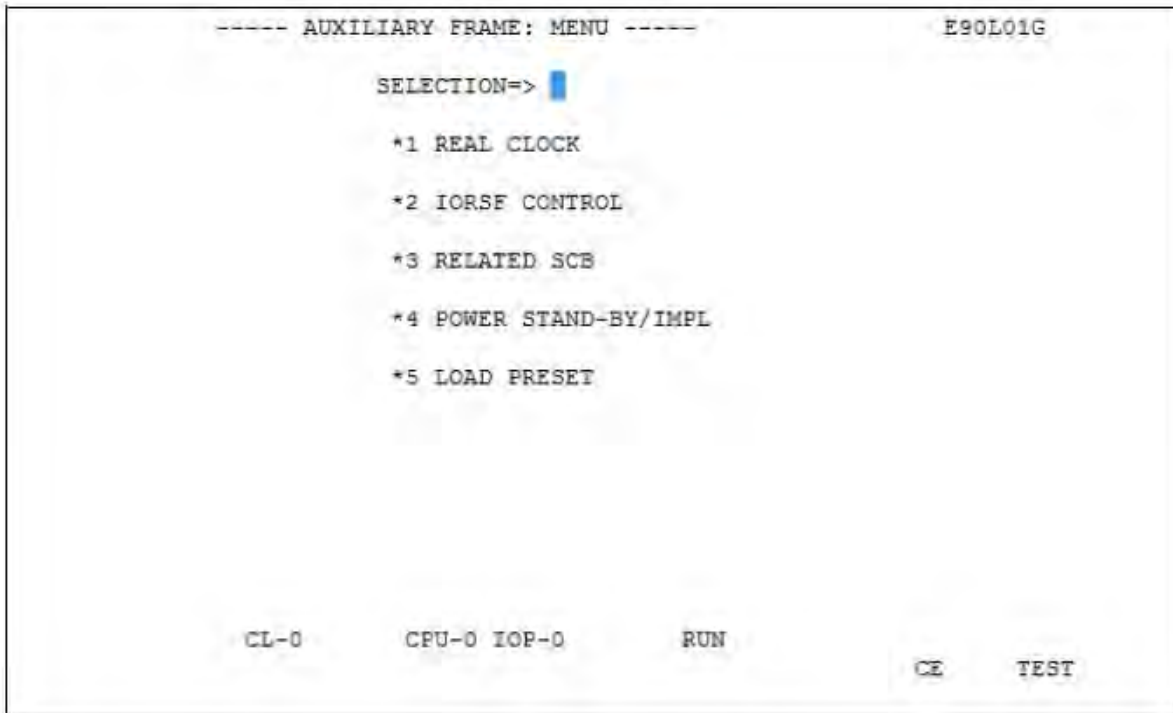 ----- AUXILIARY FRAME: MENU ----- E90L01G
SELECTION=>
*1 REAL CLOCK
*2 IORSF CONTROL
*3 RELATED SCB
*4 POWER STAND-BY/IMPL
*5 LOAD PRESET
CL-0 CPU-0 IOP-0 RUN
CE TEST